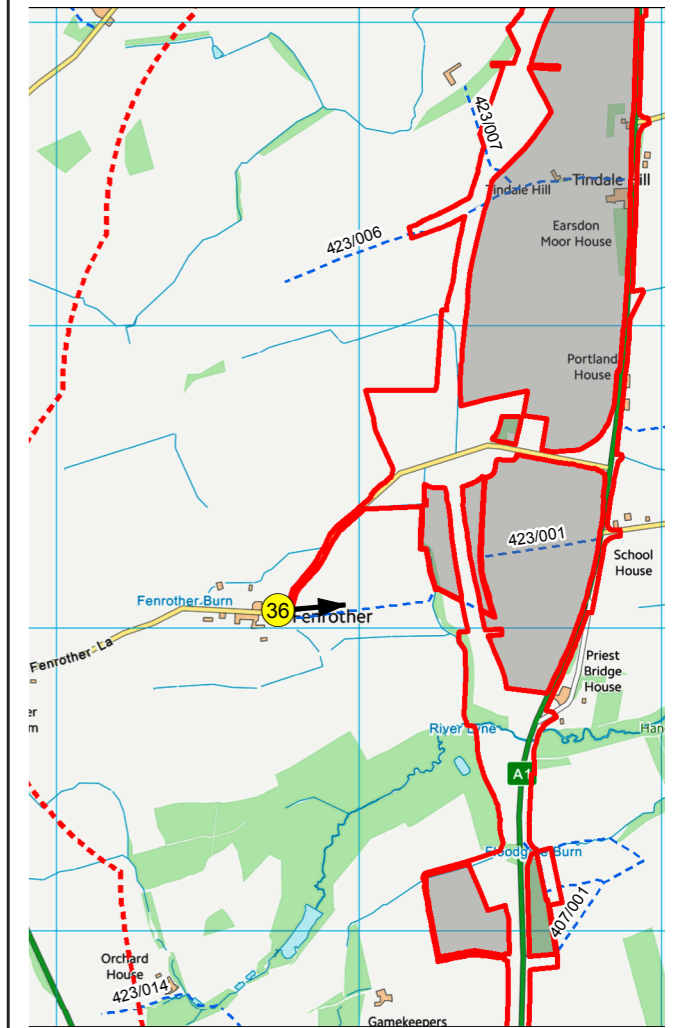 423/007
Tindale Hill
Tindale Hill
Earsdon
Moor House
423/006
Portland
House
423/001
School
House
Fenrother Burn
36
Fenrother
Fenrother La
Priest
Bridge
House
er
m
River Lyne
Han
A1
Floodgate Burn
407/001
Orchard
House
423/014
Gamekeepers